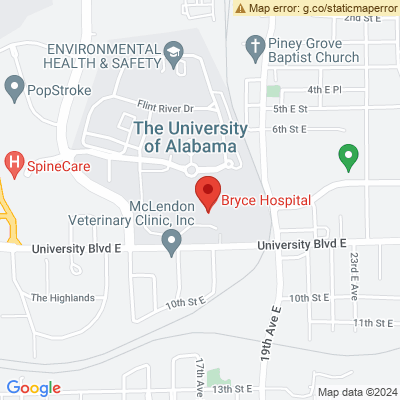 Map error: g.co/staticmaperror
2nd St E
ENVIRONMENTAL
HEALTH & SAFETY
Piney Grove
Baptist Church
PopStroke
4th E Pl
Flint River Dr
5th St E
6th St E
The University
of Alabama
SpineCare
Bryce Hospital
McLendon
Veterinary Clinic, Inc
University Blvd E
University Blvd E
23rd E Ave
The Highlands
10th St E
10th St E
11th St E
19th Ave E
17th Ave
13th St E
Google
Map data ©2024